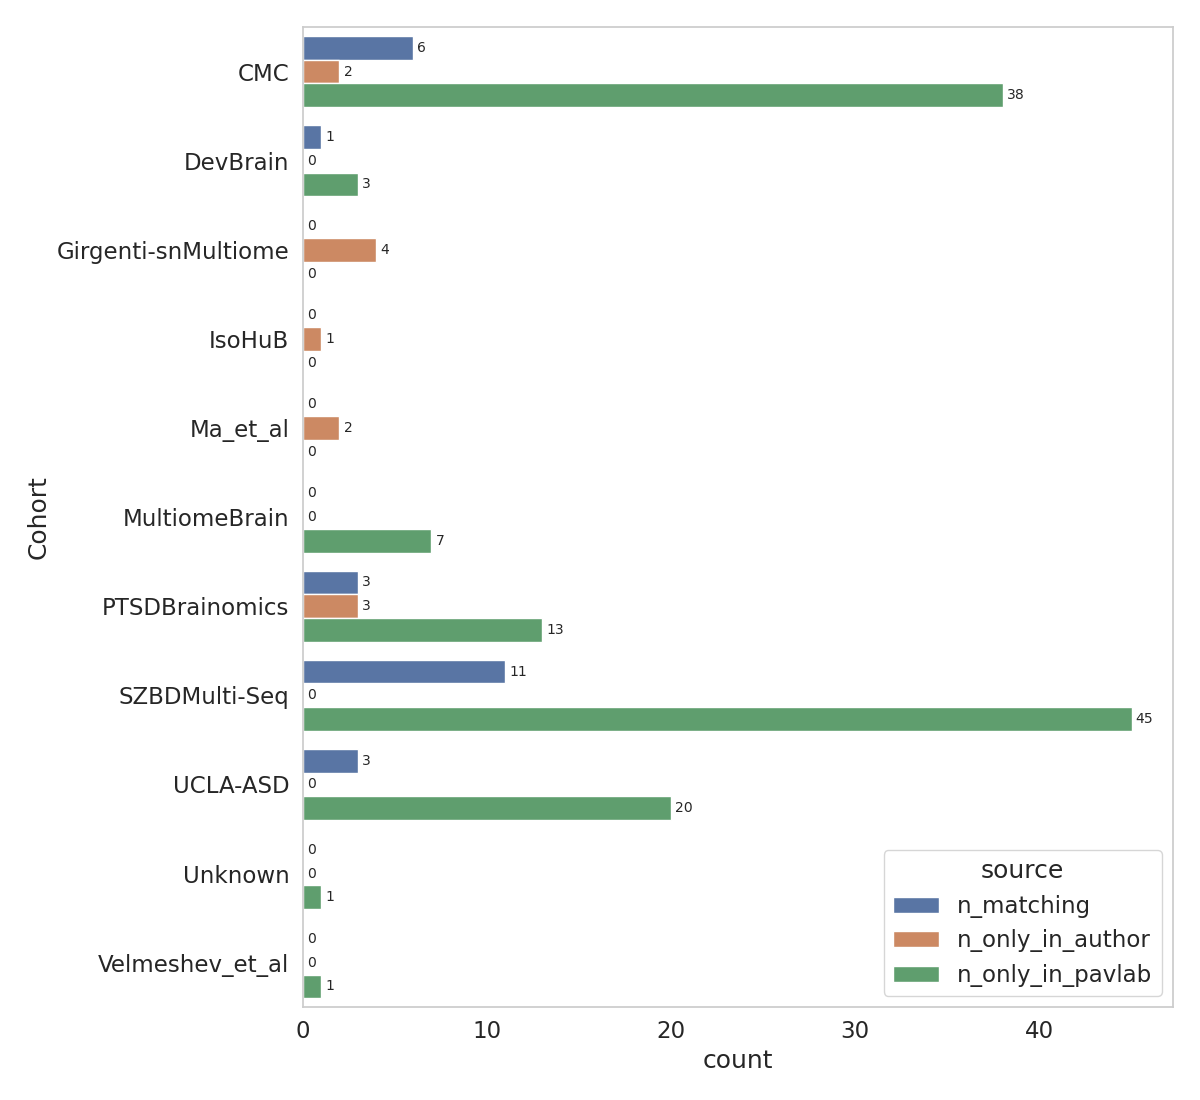 CMC
6
2
38
DevBrain
1
0
3
Girgenti-snMultiome
0
4
0
IsoHuB
0
1
0
Ma_et_al
0
2
0
MultiomeBrain
0
0
7
PTSDBrainomics
3
3
13
SZBDMulti-Seq
11
0
45
UCLA-ASD
3
0
20
Unknown
0
0
1
Velmeshev_et_al
0
0
1
Cohort
0 10 20 30 40
count
source
n_matching
n_only_in_author
n_only_in_pavlab